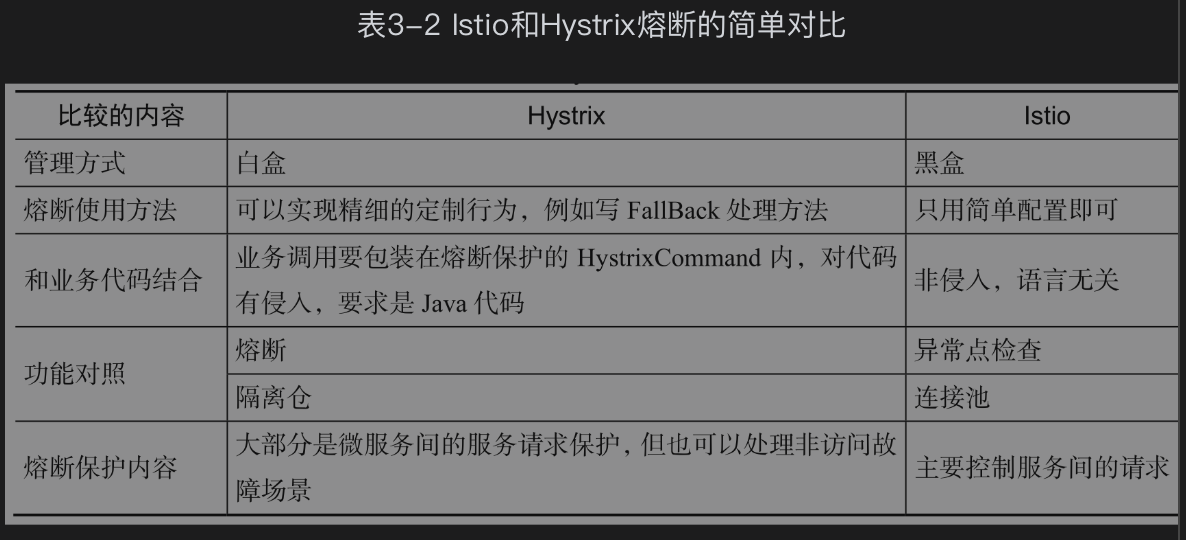 表3-2 Istio和Hystrix熔断的简单对比
比较的内容 Hystrix Istio
管理方式 白盒 黑盒
熔断使用方法 可以实现精细的定制行为，例如写 FallBack 处理方法 只用简单配置即可
和业务代码结合 业务调用要包装在熔断保护的 HystrixCommand 内，对代码
有侵入，要求是 Java 代码 非侵入，语言无关
功能对照 熔断 异常点检查
隔离仓 连接池
熔断保护内容 大部分是微服务间的服务请求保护，但也可以处理非访问故
障场景 主要控制服务间的请求